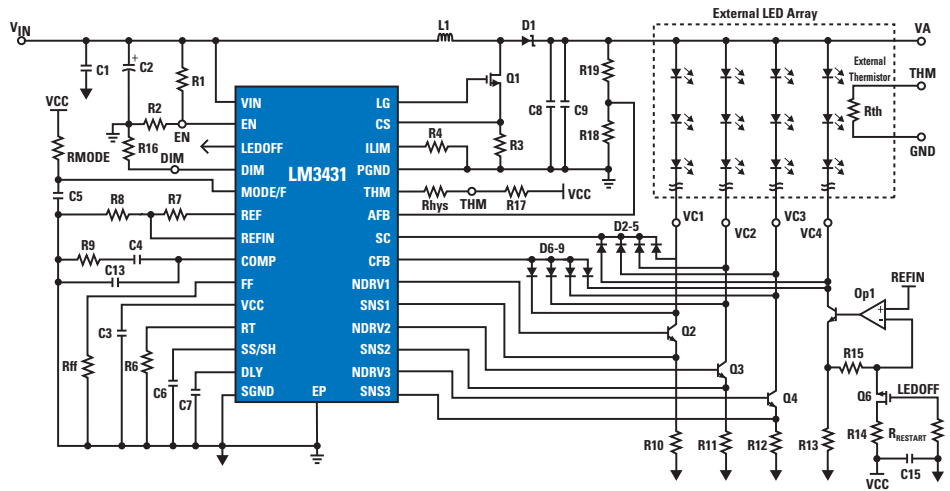 External LED Array
VIN
L1
D1
VA
C1
C2
R1
Q1
R19
C8
C9
External
Thermistor
THM
Rth
GND
VCC
R2
EN
R16
DIM
RMODE
C5
R8
R7
R9
C4
C13
LM3431
VIN
EN
LEDOFF
DIM
MODE/F
REF
REFIN
COMP
FF
VCC
RT
SS/SH
DLY
SGND
EP
LG
CS
ILIM
PGND
THM
AFB
SC
CFB
NDRV1
SNS1
NDRV2
SNS2
NDRV3
SNS3
R4
R3
R18
Rhys
THM
R17
VCC
D2-5
D6-9
VC1
VC2
VC3
VC4
Op1
REFIN
+
-
Q2
Q3
Q4
R15
Q6
LEDOFF
R14
RRESTART
C15
VCC
R10
R11
R12
R13
Rff
C3
R6
C6
C7
+